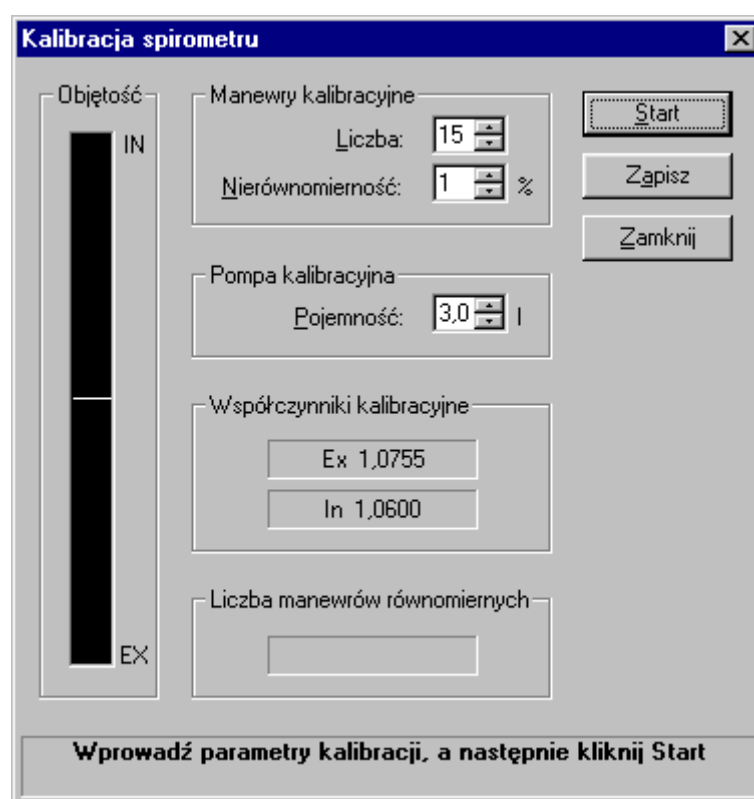 Kalibracja spirometru
Objętość
IN
EX
Manewry kalibracyjne
Liczba: 15
Nierównomierność: 1 %
Pompa kalibracyjna
Pojemność: 3,0 l
Współczynniki kalibracyjne
Ex 1,0755
In 1,0600
Liczba manewrów równomiernych
Start
Zapisz
Zamknij
Wprowadź parametry kalibracji, a następnie kliknij Start